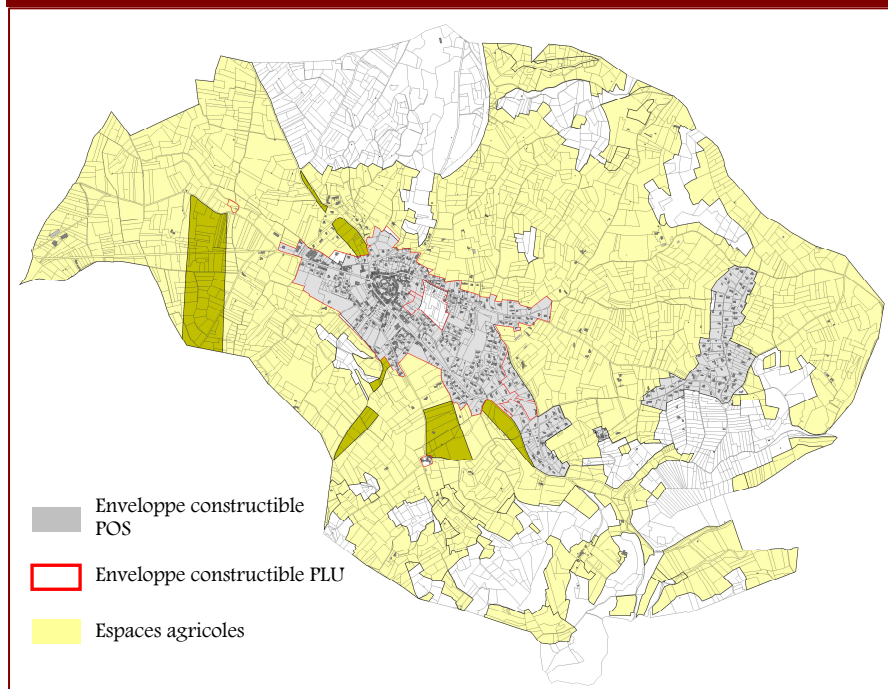 Enveloppe constructible
POS
Enveloppe constructible PLU
Espaces agricoles